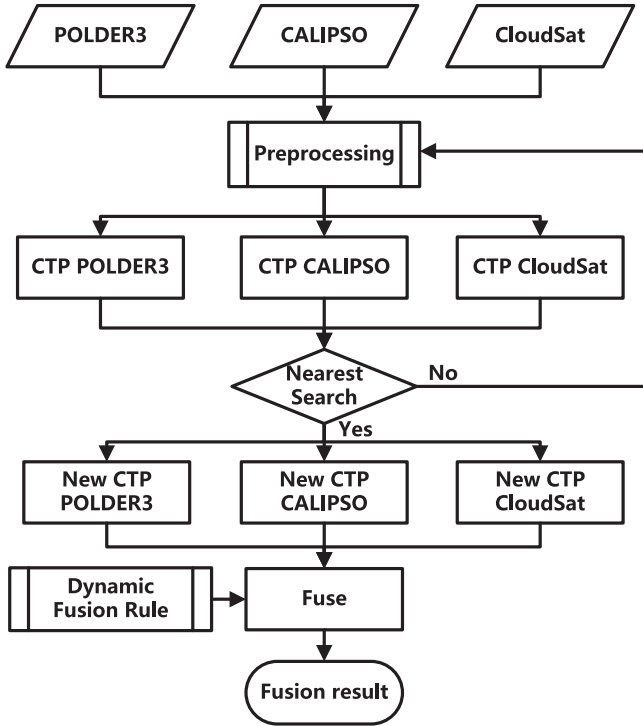 POLDER3
CALIPSO
CloudSat
Preprocessing
CTP POLDER3
CTP CALIPSO
CTP CloudSat
Nearest
Search
No
Yes
New CTP
POLDER3
New CTP
CALIPSO
New CTP
CloudSat
Dynamic
Fusion Rule
Fuse
Fusion result